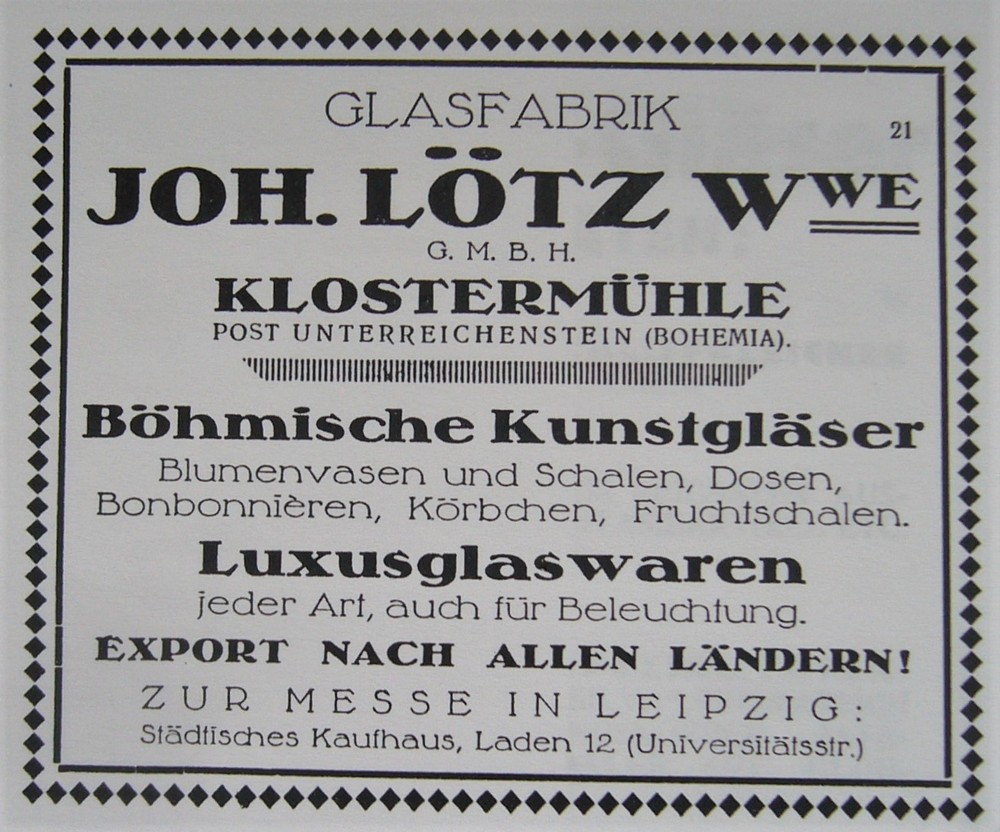 GLASFABRIK
21
JOH. LÖTZ WWE
G. M. B. H.
KLOSTERMÜHLE
POST UNTERREICHENSTEIN (BOHEMIA).
Böhmische Kunstgläser
Blumenvasen und Schalen, Dosen,
Bonbonnièren, Körbchen, Fruchtschalen.
Luxusglaswaren
jeder Art, auch für Beleuchtung.
EXPORT NACH ALLEN LÄNDERN!
ZUR MESSE IN LEIPZIG:
Städtisches Kaufhaus, Laden 12 (Universitätsstr.)